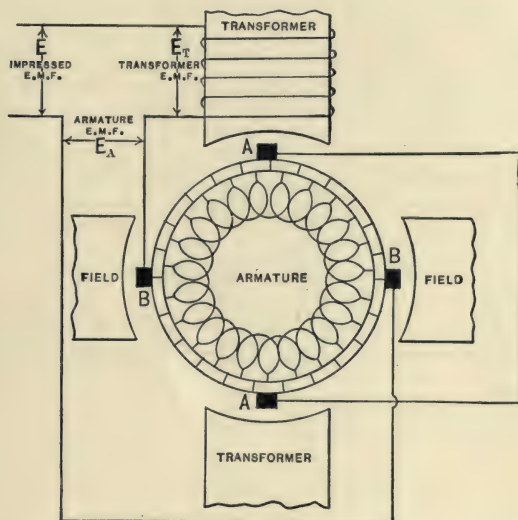 TRANSFORMER
E
IMPRESSED
E.M.F.
E_T
TRANSFORMER
E.M.F.
ARMATURE
E.M.F.
E_A
A
FIELD
B
ARMATURE
B
FIELD
A
TRANSFORMER